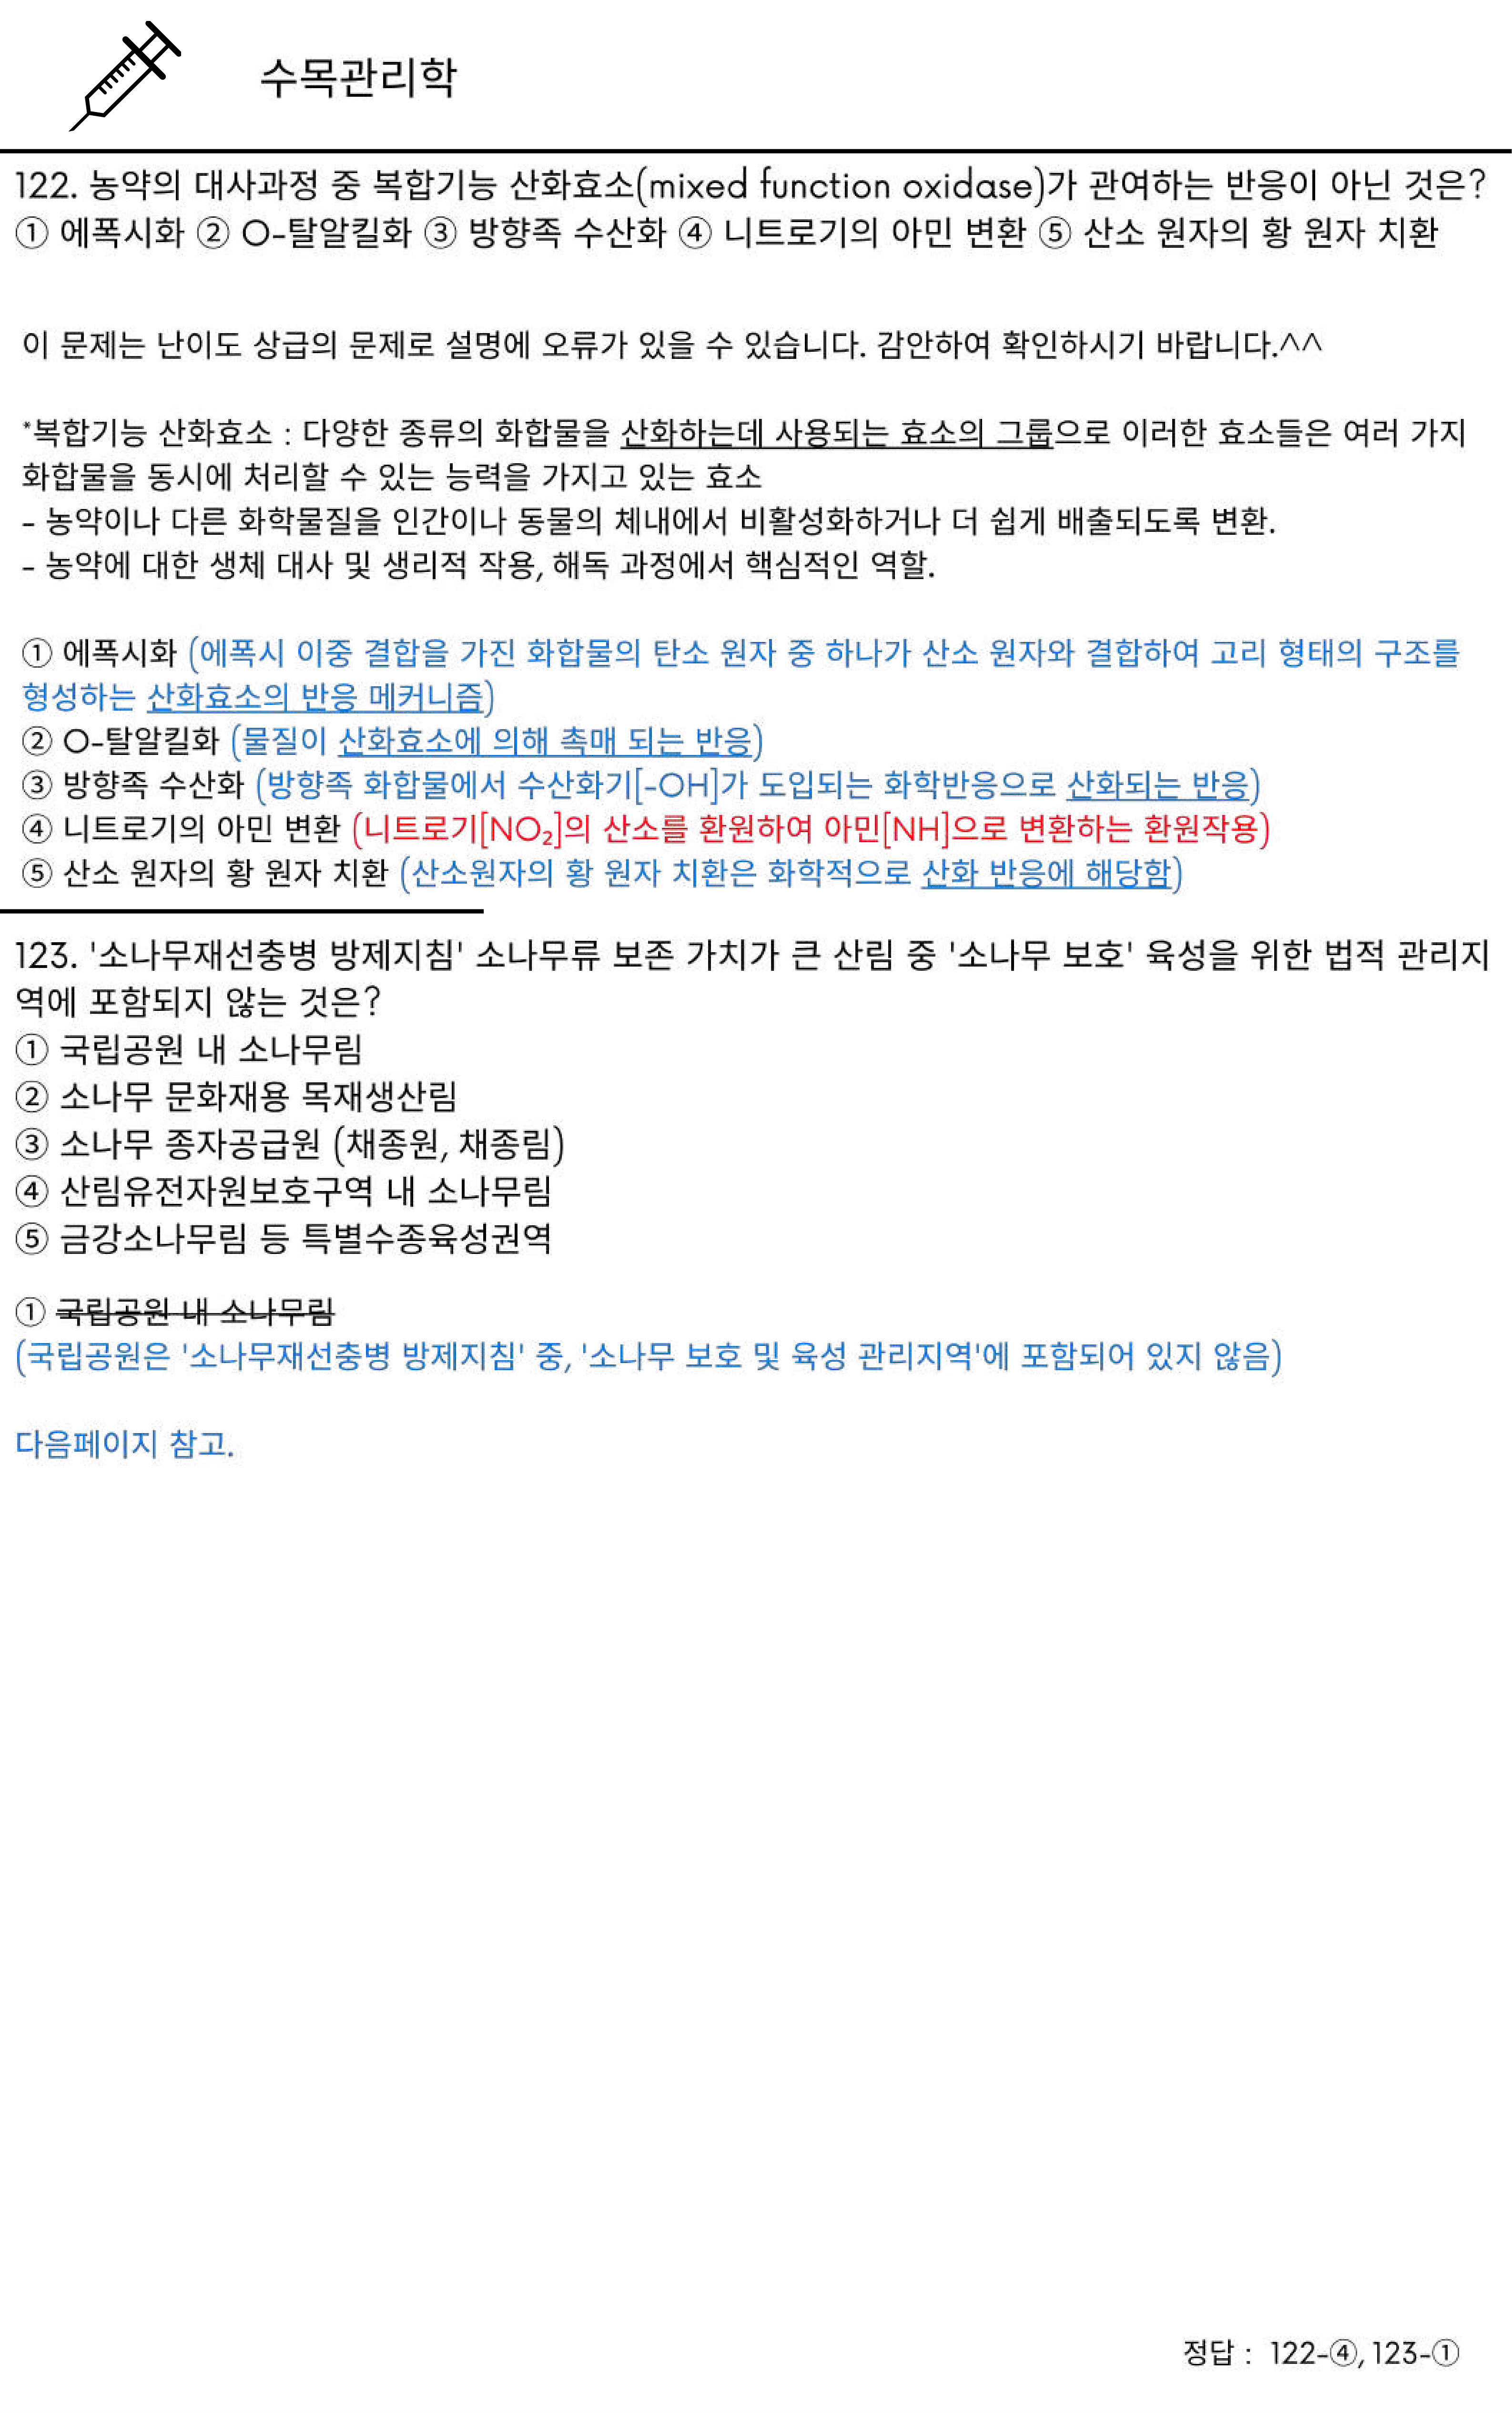 수목관리학
122. 농약의 대사과정 중 복합기능 산화효소(mixed function oxidase)가 관여하는 반응이 아닌 것은?
① 에폭시화 ② O-탈알킬화 ③ 방향족 수산화 ④ 니트로기의 아민 변환 ⑤ 산소 원자의 황 원자 치환
이 문제는 난이도 상급의 문제로 설명에 오류가 있을 수 있습니다. 감안하여 확인하시기 바랍니다.^^
*복합기능 산화효소 : 다양한 종류의 화합물을 산화하는데 사용되는 효소의 그룹으로 이러한 효소들은 여러 가지
화합물을 동시에 처리할 수 있는 능력을 가지고 있는 효소
- 농약이나 다른 화학물질을 인간이나 동물의 체내에서 비활성화하거나 더 쉽게 배출되도록 변환.
- 농약에 대한 생체 대사 및 생리적 작용, 해독 과정에서 핵심적인 역할.
① 에폭시화 (에폭시 이중 결합을 가진 화합물의 탄소 원자 중 하나가 산소 원자와 결합하여 고리 형태의 구조를
형성하는 산화효소의 반응 메커니즘)
② O-탈알킬화 (물질이 산화효소에 의해 촉매 되는 반응)
③ 방향족 수산화 (방향족 화합물에서 수산화기[-OH]가 도입되는 화학반응으로 산화되는 반응)
④ 니트로기의 아민 변환 (니트로기[NO₂]의 산소를 환원하여 아민[NH]으로 변환하는 환원작용)
⑤ 산소 원자의 황 원자 치환 (산소원자의 황 원자 치환은 화학적으로 산화 반응에 해당함)
123. '소나무재선충병 방제지침' 소나무류 보존 가치가 큰 산림 중 '소나무 보호' 육성을 위한 법적 관리지
역에 포함되지 않는 것은?
① 국립공원 내 소나무림
② 소나무 문화재용 목재생산림
③ 소나무 종자공급원 (채종원, 채종림)
④ 산림유전자원보호구역 내 소나무림
⑤ 금강소나무림 등 특별수종육성권역
① 국립공원 내 소나무림
(국립공원은 '소나무재선충병 방제지침' 중, '소나무 보호 및 육성 관리지역'에 포함되어 있지 않음)
다음페이지 참고.
정답 : 122-④, 123-①